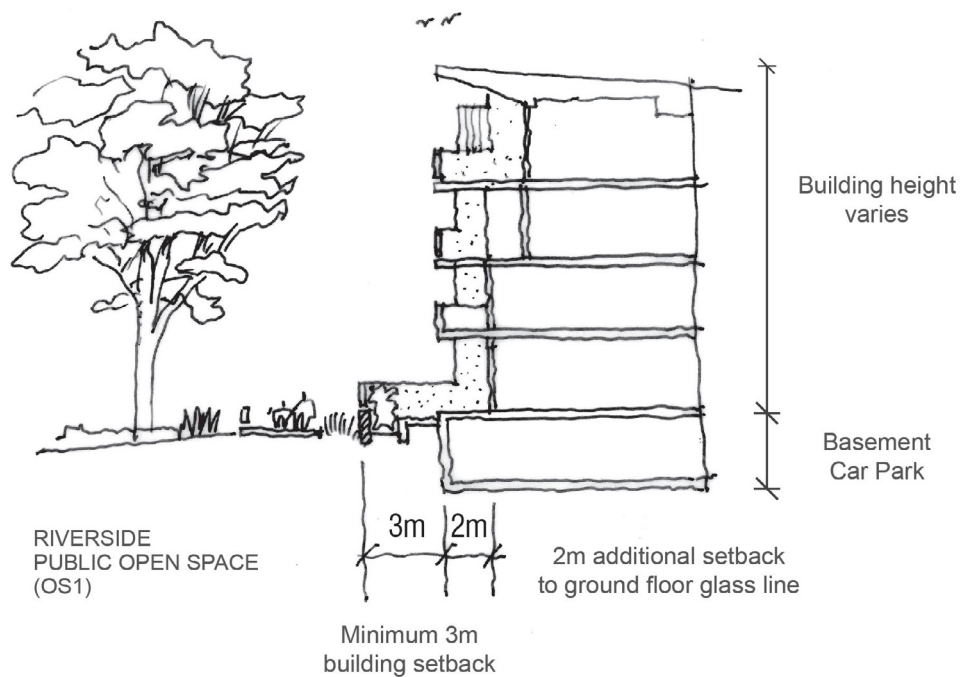 Building height
varies
Basement
Car Park
3m
2m
RIVERSIDE
PUBLIC OPEN SPACE
(OS1)
2m additional setback
to ground floor glass line
Minimum 3m
building setback